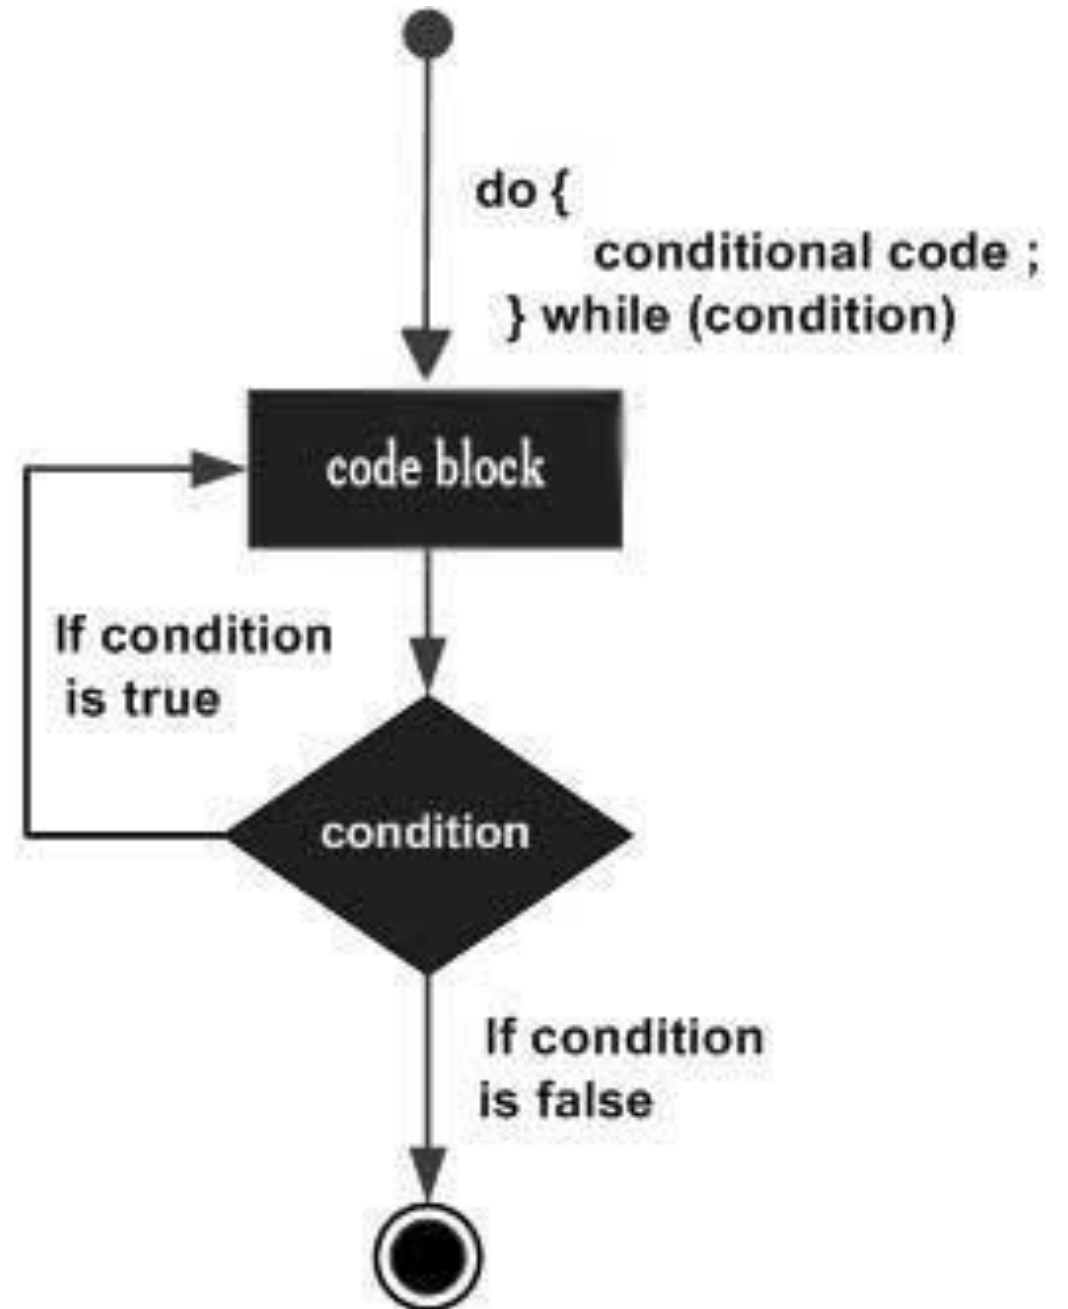 do {
conditional code ;
} while (condition)
code block
If condition
is true
condition
If condition
is false